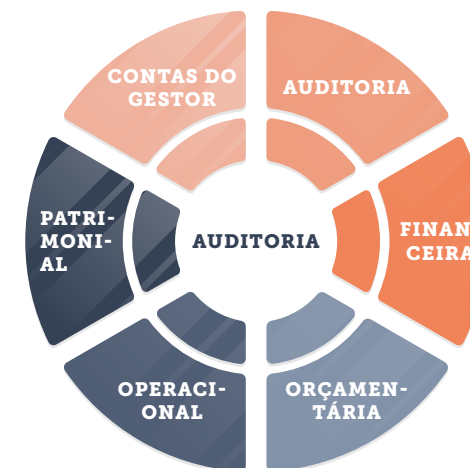 CONTAS DO
GESTOR
AUDITORIA
PATRI-
MONI-
AL
AUDITORIA
FINAN
CEIRA
OPERACI-
ONAL
ORÇAMEN-
TÁRIA